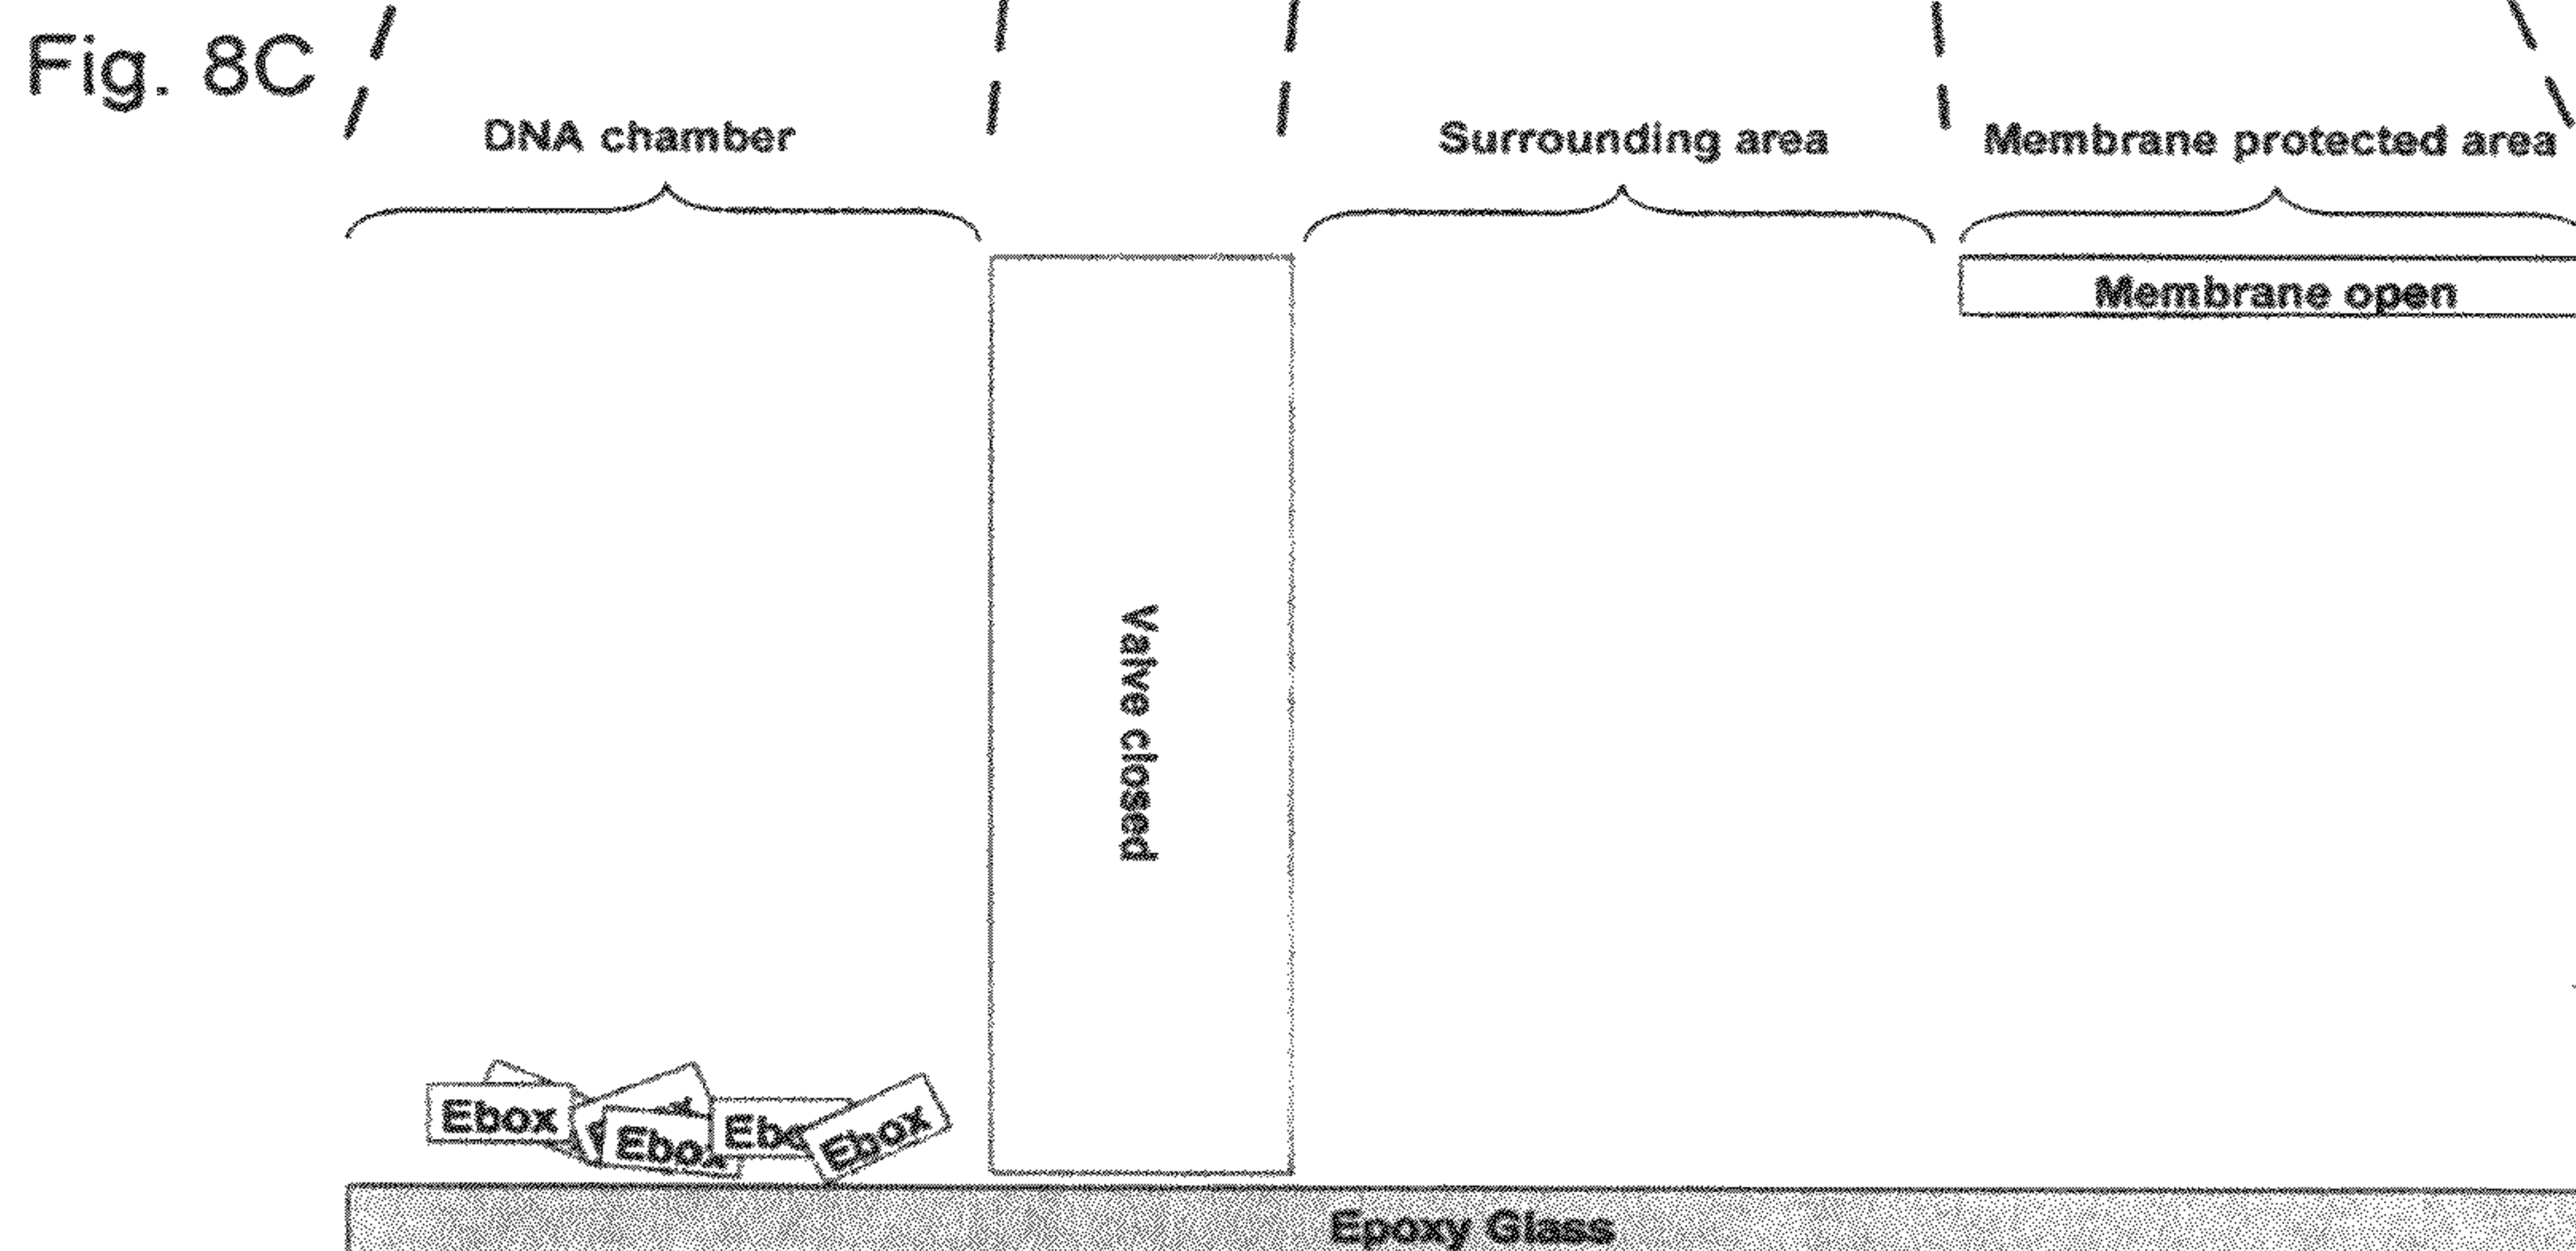 Fig. 8C
DNA chamber
Surrounding area
Membrane protected area
Membrane open
Valve closed
Ebox
Ebox
Ebox
Epoxy Glass